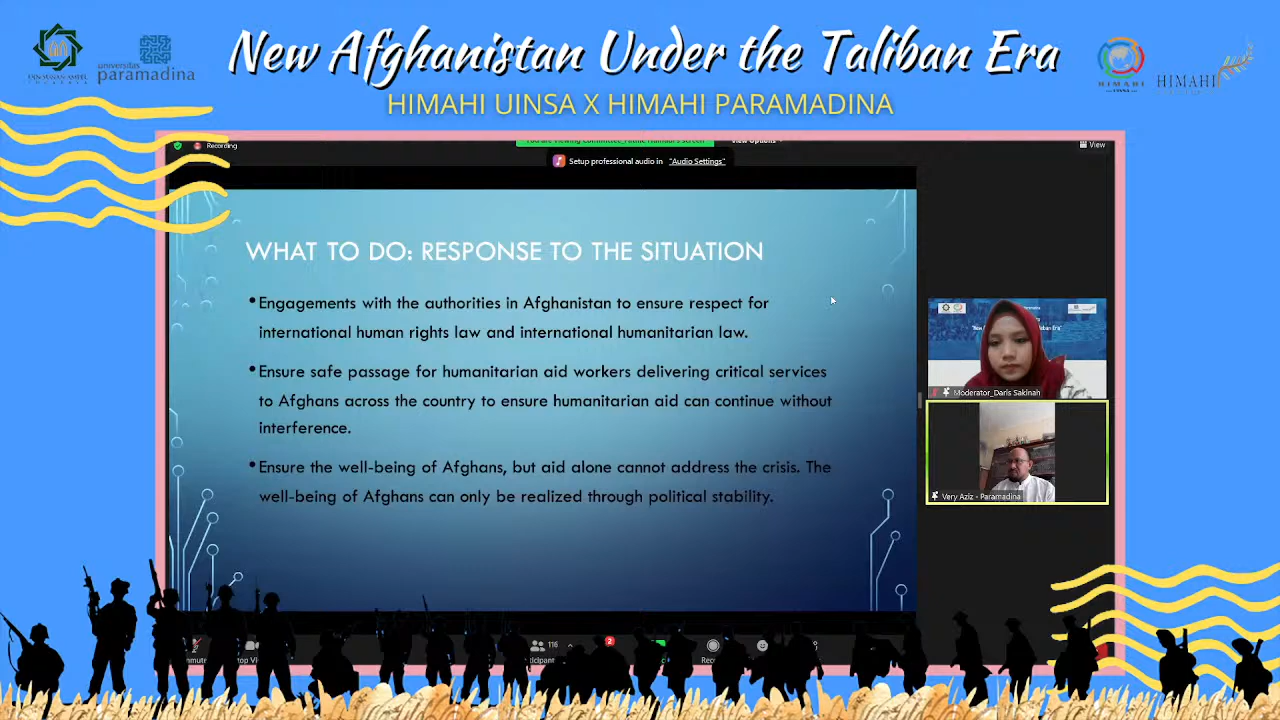 New Afghanistan Under the Taliban Era
HIMAHI UINSA X HIMAHI PARAMADINA
universitas
paramadina
HIMAHI
HIMAHI
Recording
View
Setup professional audio in "Audio Settings"
WHAT TO DO: RESPONSE TO THE SITUATION
•Engagements with the authorities in Afghanistan to ensure respect for
international human rights law and international humanitarian law.
•Ensure safe passage for humanitarian aid workers delivering critical services
to Afghans across the country to ensure humanitarian aid can continue without
interference.
•Ensure the well-being of Afghans, but aid alone cannot address the crisis. The
well-being of Afghans can only be realized through political stability.
Moderator_Daris Sakinah
Very Aziz - Paramadina
116
2